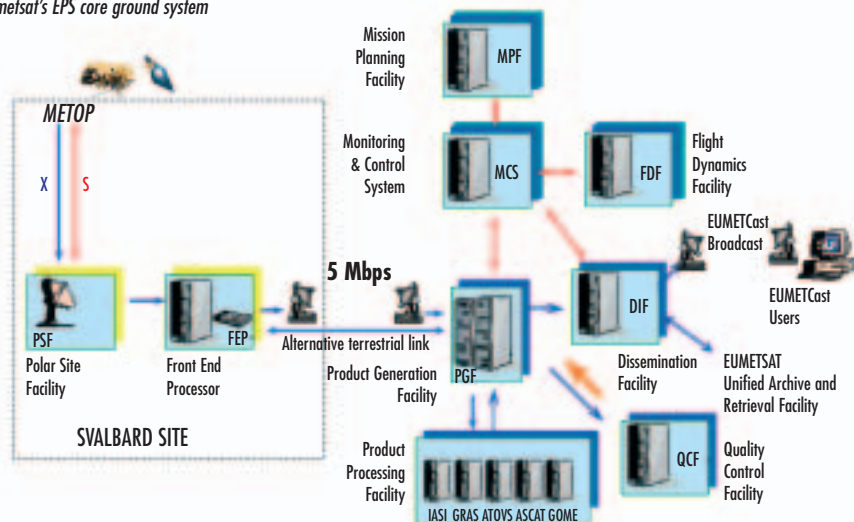 metsat's EPS core ground system
Mission
Planning
Facility
MPF
METOP
X
S
Monitoring
& Control
System
MCS
FDF
Flight
Dynamics
Facility
EUMETCast
Broadcast
EUMETCast
Users
5 Mbps
PSF
Polar Site
Facility
FEP
Front End
Processor
Alternative terrestrial link
Product Generation
Facility
PGF
DIF
Dissemination
Facility
EUMETSAT
Unified Archive and
Retrieval Facility
SVALBARD SITE
Product
Processing
Facility
IASI GRAS ATOVS ASCAT GOME
QCF
Quality
Control
Facility